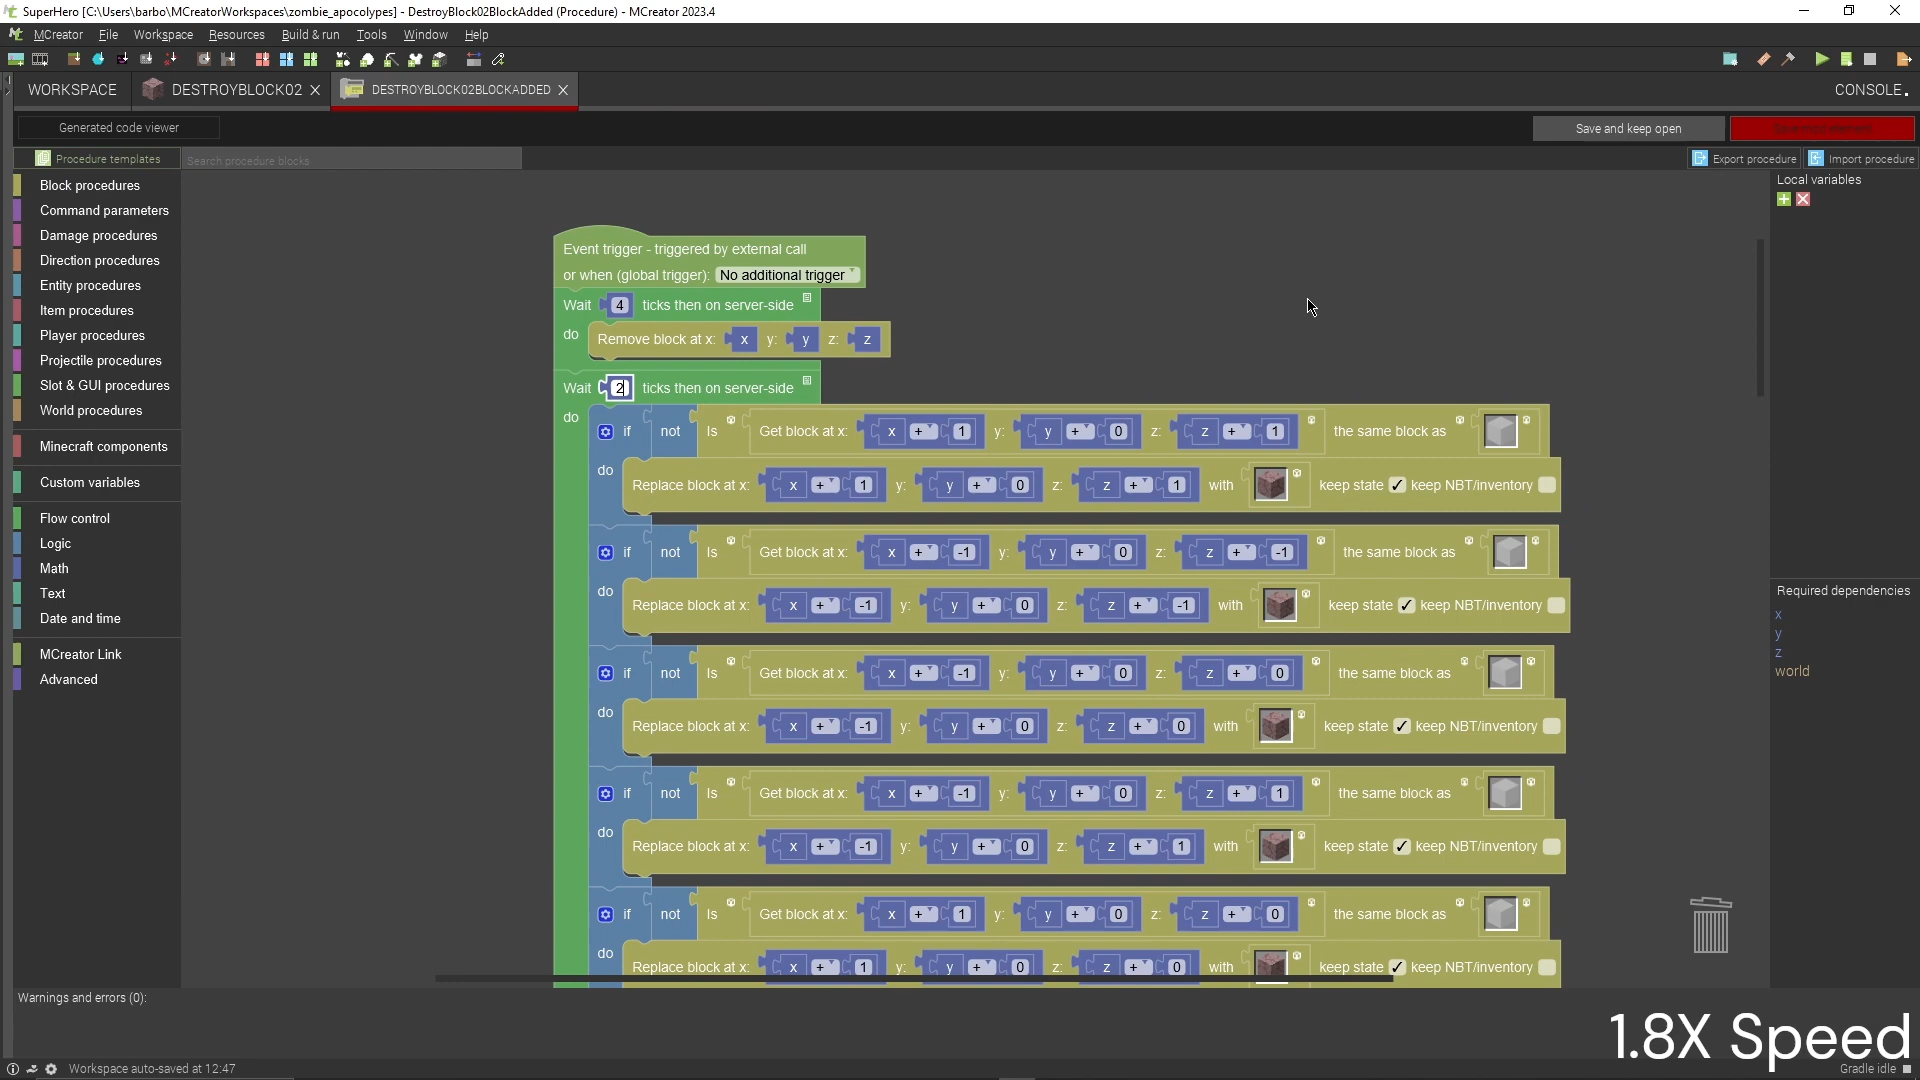 SuperHero [C:\Users\barbo\MCreatorWorkspaces\zombie_apocolypes] - DestroyBlock02BlockAdded (Procedure) - MCreator 2023.4
MCreator File Workspace Resources Build & run Tools Window Help
WORKSPACE DESTROYBLOCK02 DESTROYBLOCK02BLOCKADDED CONSOLE
Generated code viewer Save and keep open
Procedure templates Search procedure blocks Export procedure Import procedure
Block procedures
Command parameters
Damage procedures
Direction procedures
Entity procedures
Item procedures
Player procedures
Projectile procedures
Slot & GUI procedures
World procedures
Minecraft components
Custom variables
Flow control
Logic
Math
Text
Date and time
MCreator Link
Advanced
Event trigger - triggered by external call
or when (global trigger): No additional trigger
Wait 4 ticks then on server-side
do Remove block at x: x y: y z: z
Wait 2 ticks then on server-side
do if not Is Get block at x: x + 1 y: y + 0 z: z + 1 the same block as
do Replace block at x: x + 1 y: y + 0 z: z + 1 with keep state ✓ keep NBT/inventory
if not Is Get block at x: x + -1 y: y + 0 z: z + -1 the same block as
do Replace block at x: x + -1 y: y + 0 z: z + -1 with keep state ✓ keep NBT/inventory
if not Is Get block at x: x + -1 y: y + 0 z: z + 0 the same block as
do Replace block at x: x + -1 y: y + 0 z: z + 0 with keep state ✓ keep NBT/inventory
if not Is Get block at x: x + -1 y: y + 0 z: z + 1 the same block as
do Replace block at x: x + -1 y: y + 0 z: z + 1 with keep state ✓ keep NBT/inventory
if not Is Get block at x: x + 1 y: y + 0 z: z + 0 the same block as
do Replace block at x: x + 1 y: y + 0 z: z + 0 with keep state ✓ keep NBT/inventory
Local variables
Required dependencies
x
y
z
world
Warnings and errors (0):
1.8X Speed
Workspace auto-saved at 12:47
Gradle idle